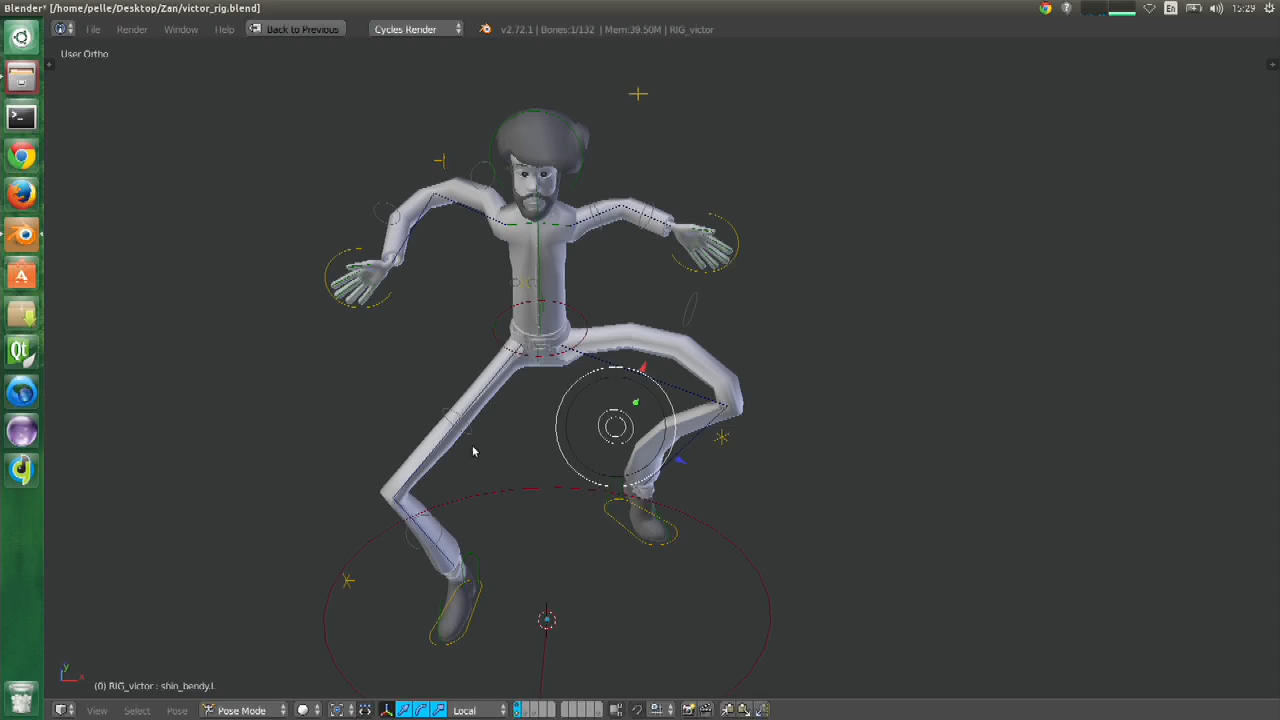 Blender* [/home/pelle/Desktop/Zan/victor_rig.blend]
En
15:29
File
Render
Window
Help
Back to Previous
Cycles Render
v2.72.1 | Bones:1/132 | Mem:39.50M | RIG_victor
User Ortho
Qt
y
x
(0) RIG_victor : shin_bendy.L
View
Select
Pose
Pose Mode
Local